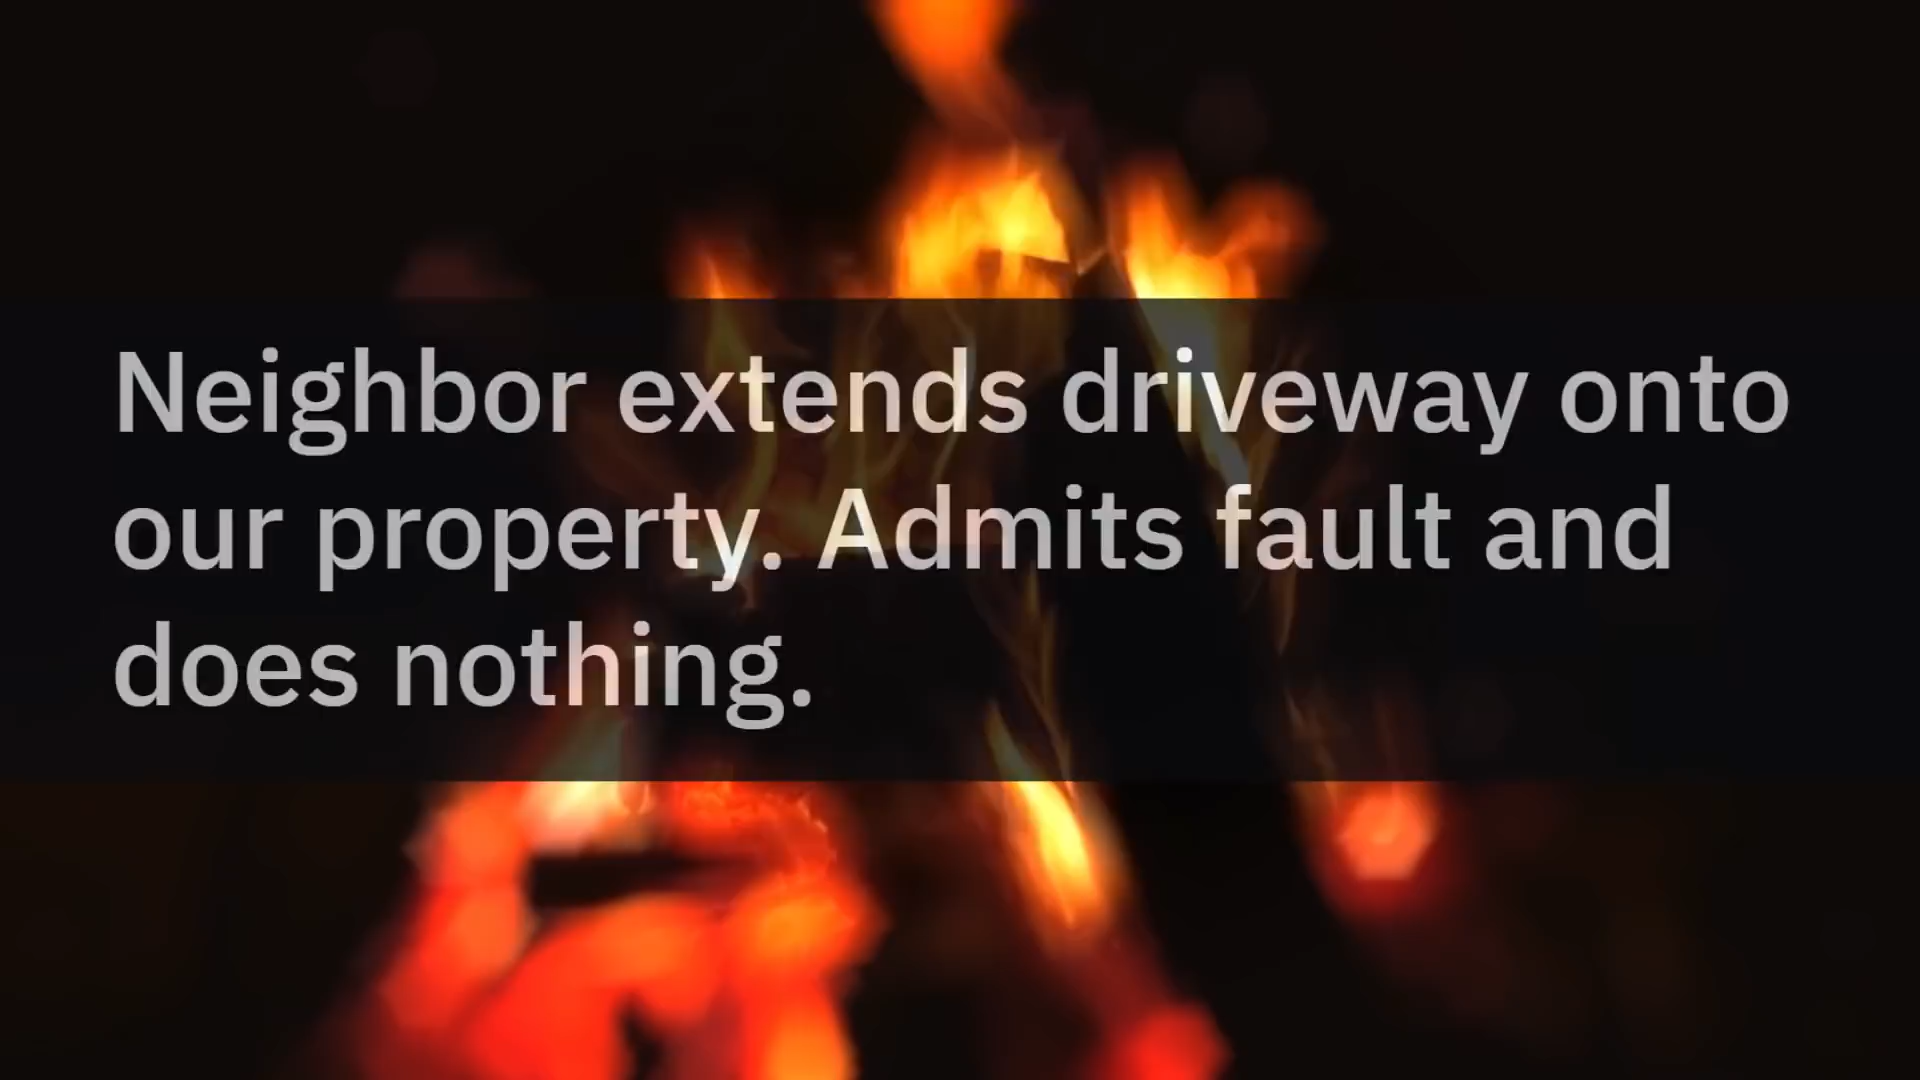 Neighbor extends driveway onto
our property. Admits fault and
does nothing.